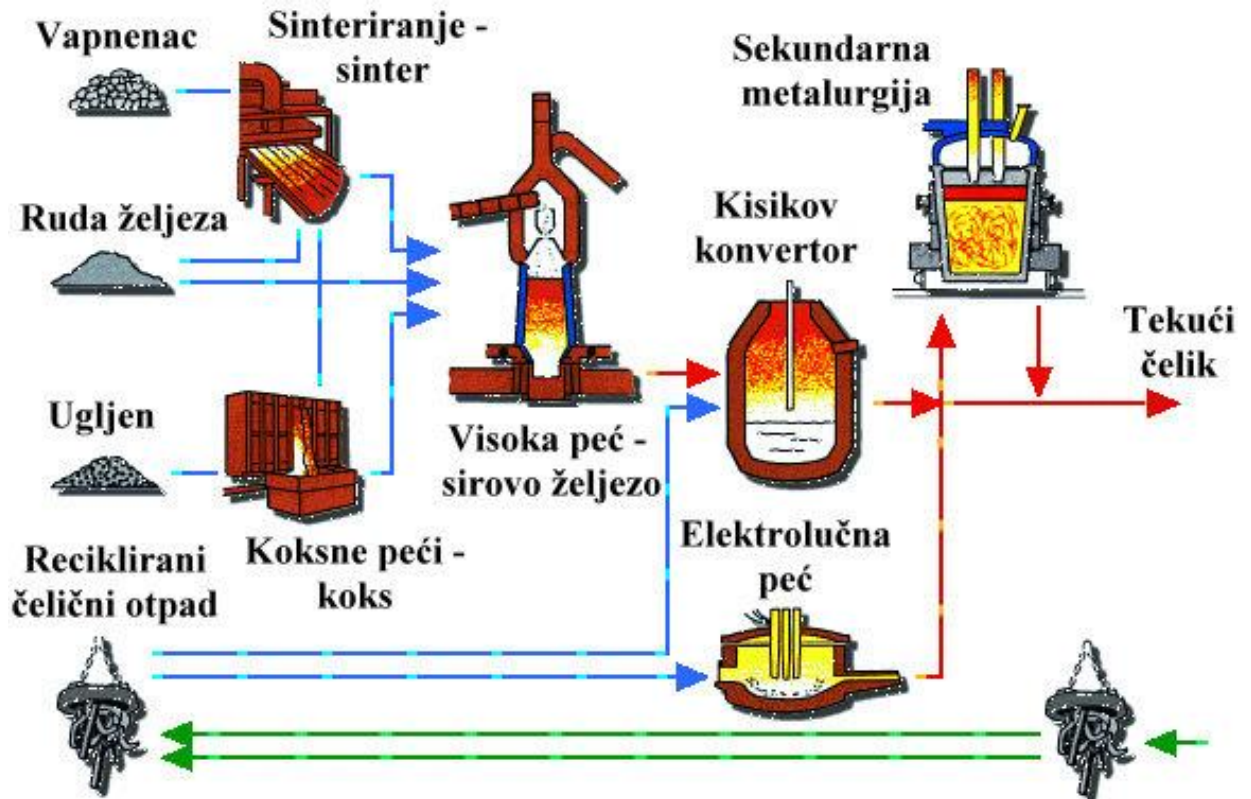 Vapnenac
Sinteriranje -
sinter
Sekundarna
metalurgija
Ruda željeza
Kisikov
konvertor
Tekući
čelik
Ugljen
Visoka peć -
sirovo željezo
Koksne peći -
koks
Elektrolučna
peć
Reciklirani
čelični otpad